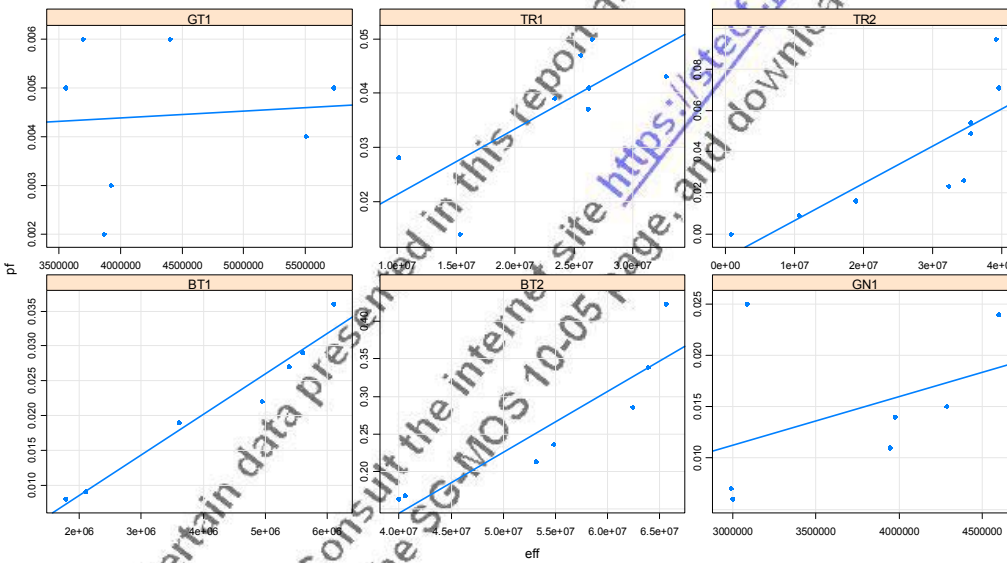 GT1
TR1
TR2
0.002 0.003 0.004 0.005 0.006
0.02 0.03 0.04 0.05
0.00 0.02 0.04 0.06 0.08
3500000 4000000 4500000 5000000 5500000
1.0e+07 1.5e+07 2.0e+07 2.5e+07 3.0e+07
0e+00 1e+07 2e+07 3e+07
pf
BT1
BT2
GN1
0.010 0.015 0.020 0.025 0.030 0.035
0.20 0.25 0.30 0.35 0.40
0.010 0.015 0.020 0.025
2e+06 3e+06 4e+06 5e+06 6e+06
4.0e+07 4.5e+07 5.0e+07 5.5e+07 6.0e+07 6.5e+07
3000000 3500000 4000000 4500000
eff
ertain data presented in this report
Consult the internet site https://stecf
he SG-MOS 10-05 page, and downloa